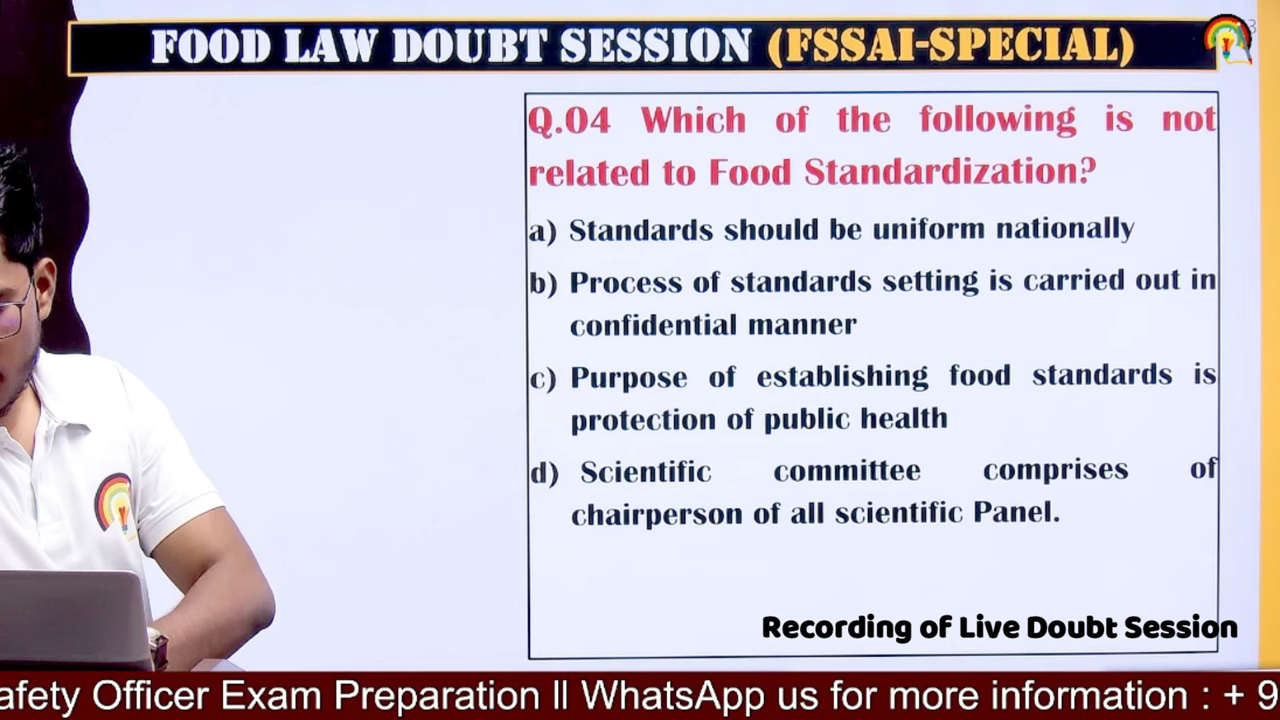 FOOD LAW DOUBT SESSION (FSSAI-SPECIAL)
Q.04 Which of the following is not
related to Food Standardization?
a) Standards should be uniform nationally
b) Process of standards setting is carried out in
confidential manner
c) Purpose of establishing food standards is
protection of public health
d) Scientific committee comprises of
chairperson of all scientific Panel.
Recording of Live Doubt Session
Officer Exam Preparation ll WhatsApp us for more information : + 9